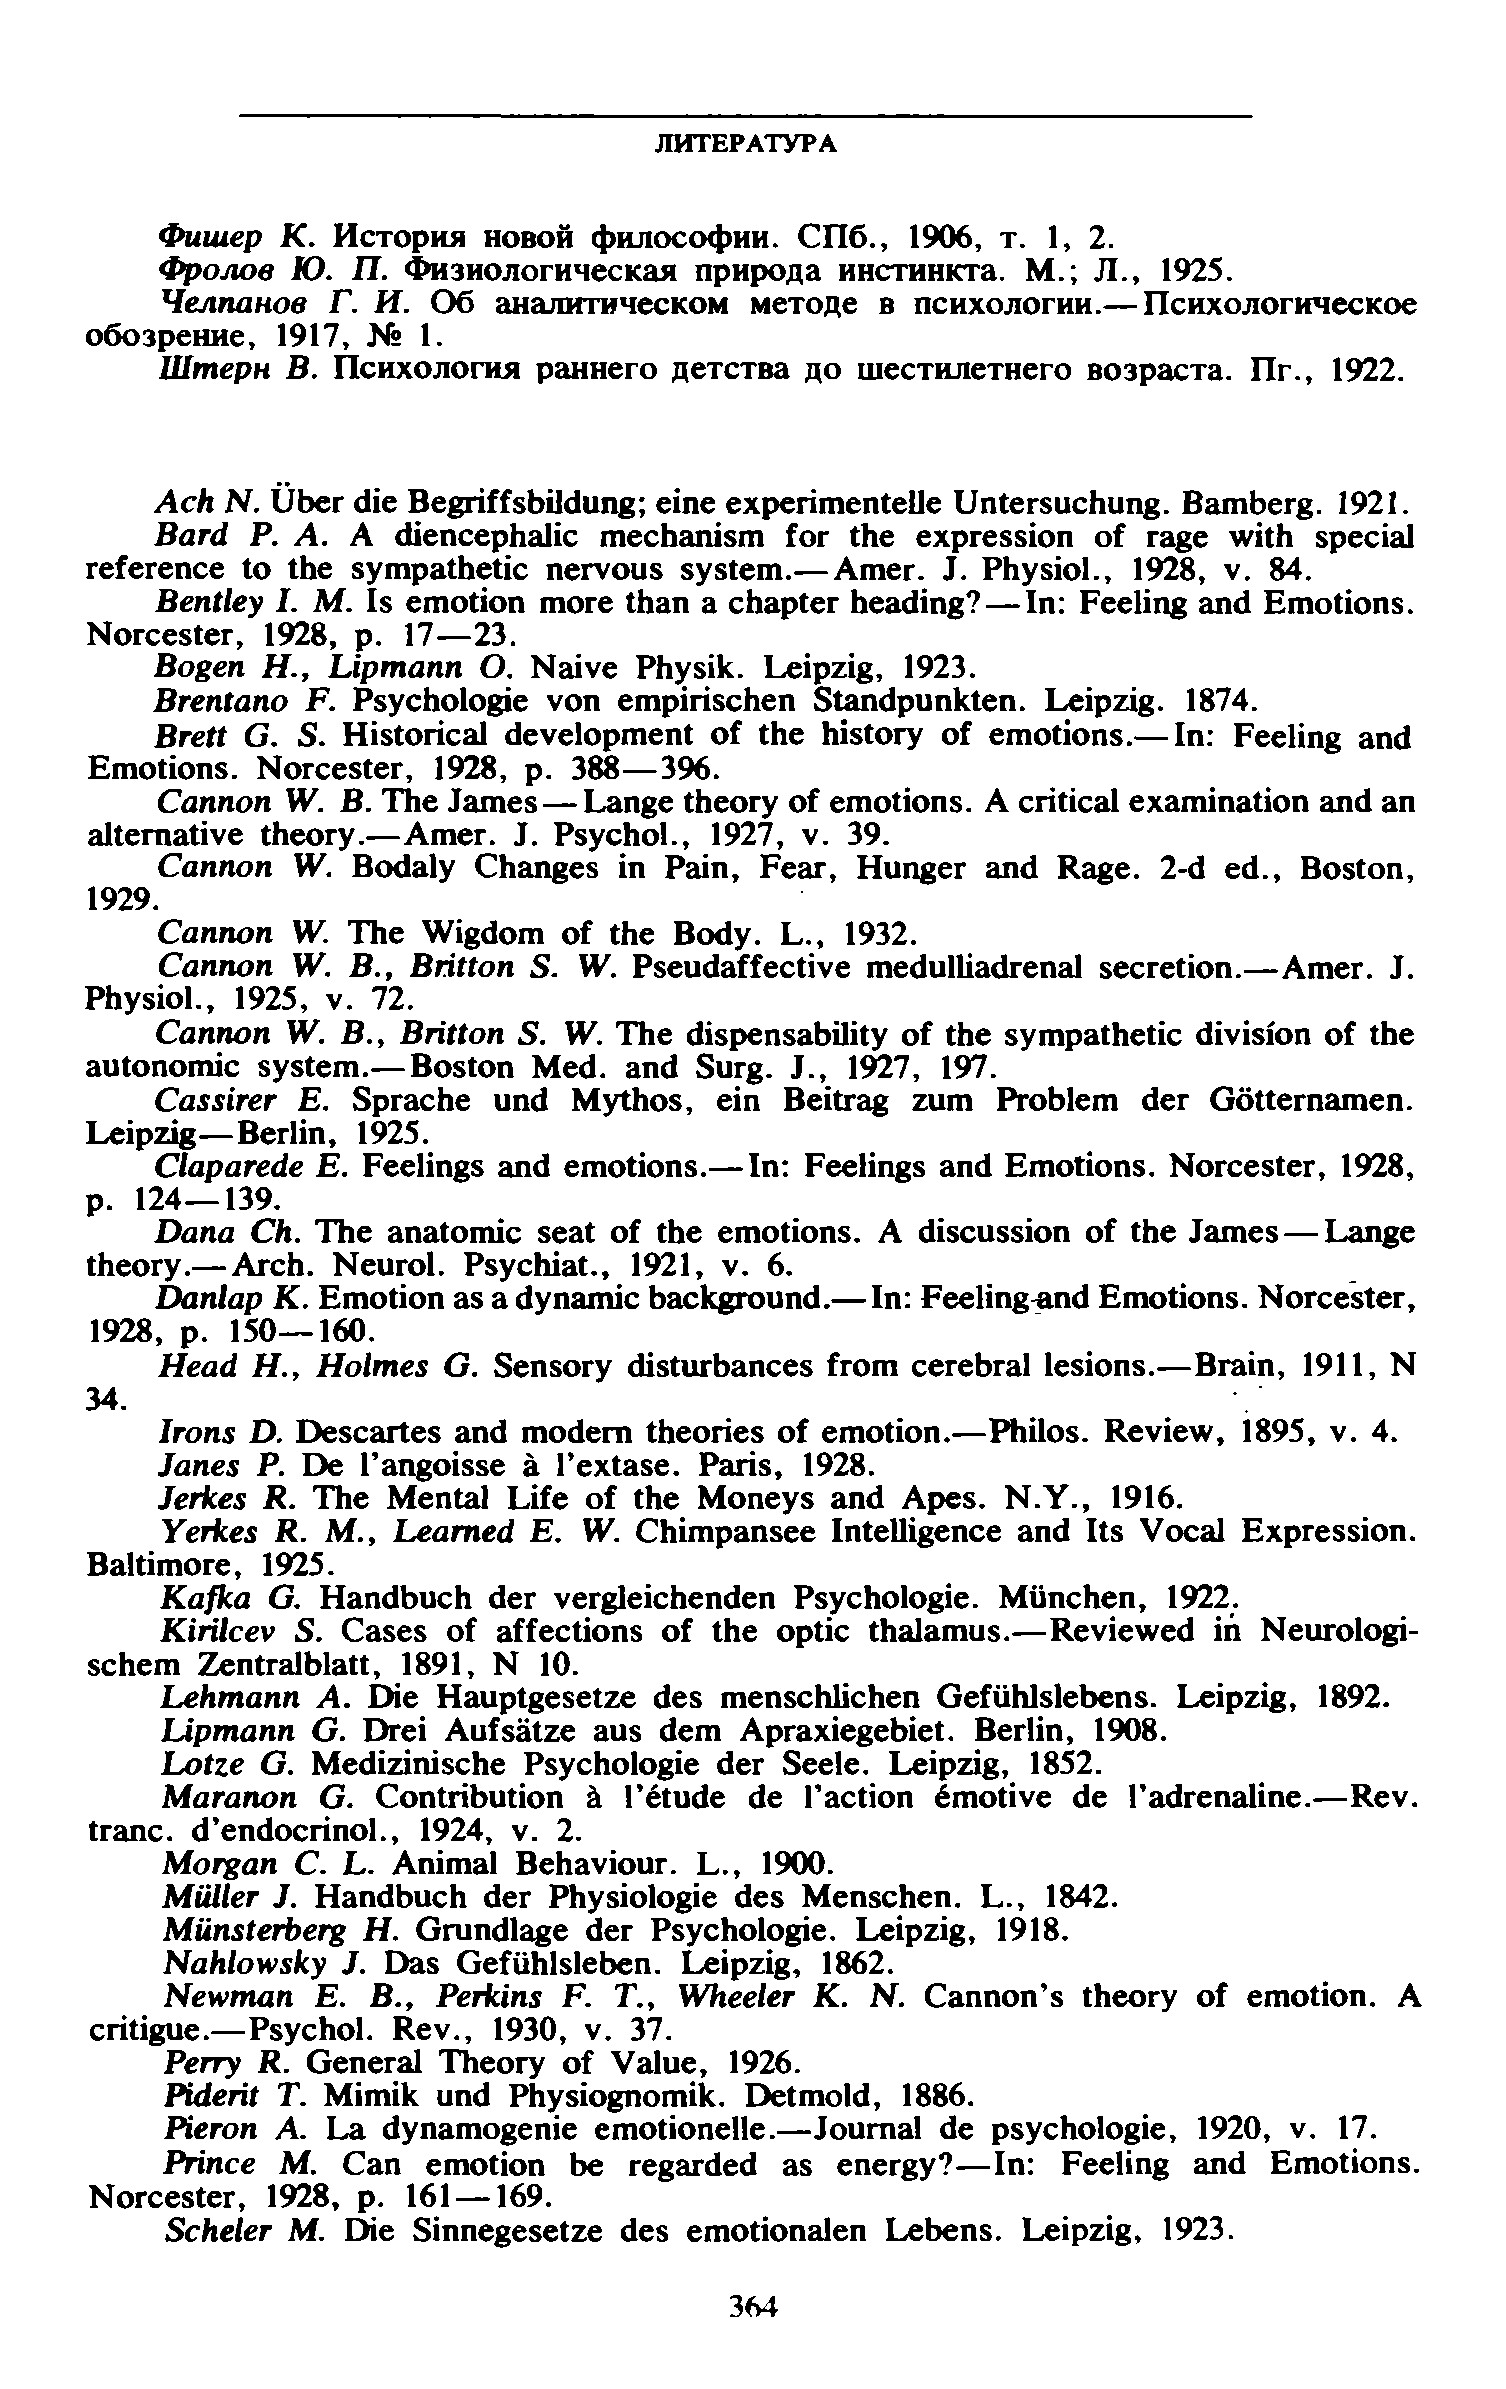 ЛИТЕРАТУРА
Фишер К. История новой философии. СПб., 1906, т. 1, 2.
Фролов Ю. П. Физиологическая природа инстинкта. М.; Л., 1925.
Челпанов Г. И. Об аналитическом методе в психологии.—Психологическое
обозрение, 1917, № 1.
Штерн В. Психология раннего детства до шестилетнего возраста. Пг., 1922.
Ach N. Über die Begriffsbildung; eine experimentelle Untersuchung. Bamberg. 1921.
Bard P. A. A diencephalic mechanism for the expression of rage with special
reference to the sympathetic nervous system.—Amer. J. Physiol., 1928, v. 84.
Bentley I. M. Is emotion more than a chapter heading?—In: Feeling and Emotions.
Norcester, 1928, p. 17—23.
Bogen H., Lipmann O. Naive Physik. Leipzig, 1923.
Brentano F. Psychologie von empirischen Standpunkten. Leipzig. 1874.
Brett G. S. Historical development of the history of emotions.—In: Feeling and
Emotions. Norcester, 1928, p. 388—396.
Cannon W. B. The James—Lange theory of emotions. A critical examination and an
alternative theory.—Amer. J. Psychol., 1927, v. 39.
Cannon W. Bodaly Changes in Pain, Fear, Hunger and Rage. 2-d ed., Boston,
1929.
Cannon W. The Wigdom of the Body. L., 1932.
Cannon W. B., Britton S. W. Pseudaffective medulliadrenal secretion.—Amer. J.
Physiol., 1925, v. 72.
Cannon W. B., Britton S. W. The dispensability of the sympathetic division of the
autonomic system.—Boston Med. and Surg. J., 1927, 197.
Cassirer E. Sprache und Mythos, ein Beitrag zum Problem der Götternamen.
Leipzig—Berlin, 1925.
Claparede E. Feelings and emotions.—In: Feelings and Emotions. Norcester, 1928,
p. 124—139.
Dana Ch. The anatomic seat of the emotions. A discussion of the James—Lange
theory.—Arch. Neurol. Psychiat., 1921, v. 6.
Danlap K. Emotion as a dynamic background.—In: Feeling and Emotions. Norcester,
1928, p. 150—160.
Head H., Holmes G. Sensory disturbances from cerebral lesions.—Brain, 1911, N
34.
Irons D. Descartes and modern theories of emotion.—Philos. Review, 1895, v. 4.
Janes P. De l'angoisse à l'extase. Paris, 1928.
Jerkes R. The Mental Life of the Moneys and Apes. N.Y., 1916.
Yerkes R. M., Learned E. W. Chimpansee Intelligence and Its Vocal Expression.
Baltimore, 1925.
Kafka G. Handbuch der vergleichenden Psychologie. München, 1922.
Kirilcev S. Cases of affections of the optic thalamus.—Reviewed in Neurologi-
schem Zentralblatt, 1891, N 10.
Lehmann A. Die Hauptgesetze des menschlichen Gefühlslebens. Leipzig, 1892.
Lipmann G. Drei Aufsätze aus dem Apraxiegebiet. Berlin, 1908.
Lotze G. Medizinische Psychologie der Seele. Leipzig, 1852.
Maranon G. Contribution à l'étude de l'action émotive de l'adrenaline.—Rev.
tranc. d'endocrinol., 1924, v. 2.
Morgan C. L. Animal Behaviour. L., 1900.
Müller J. Handbuch der Physiologie des Menschen. L., 1842.
Münsterberg H. Grundlage der Psychologie. Leipzig, 1918.
Nahlowsky J. Das Gefühlsleben. Leipzig, 1862.
Newman E. B., Perkins F. T., Wheeler K. N. Cannon's theory of emotion. A
critigue.—Psychol. Rev., 1930, v. 37.
Perry R. General Theory of Value, 1926.
Piderit T. Mimik und Physiognomik. Detmold, 1886.
Pieron A. La dynamogenie emotionelle.—Journal de psychologie, 1920, v. 17.
Prince M. Can emotion be regarded as energy?—In: Feeling and Emotions.
Norcester, 1928, p. 161—169.
Scheler M. Die Sinnegesetze des emotionalen Lebens. Leipzig, 1923.
364